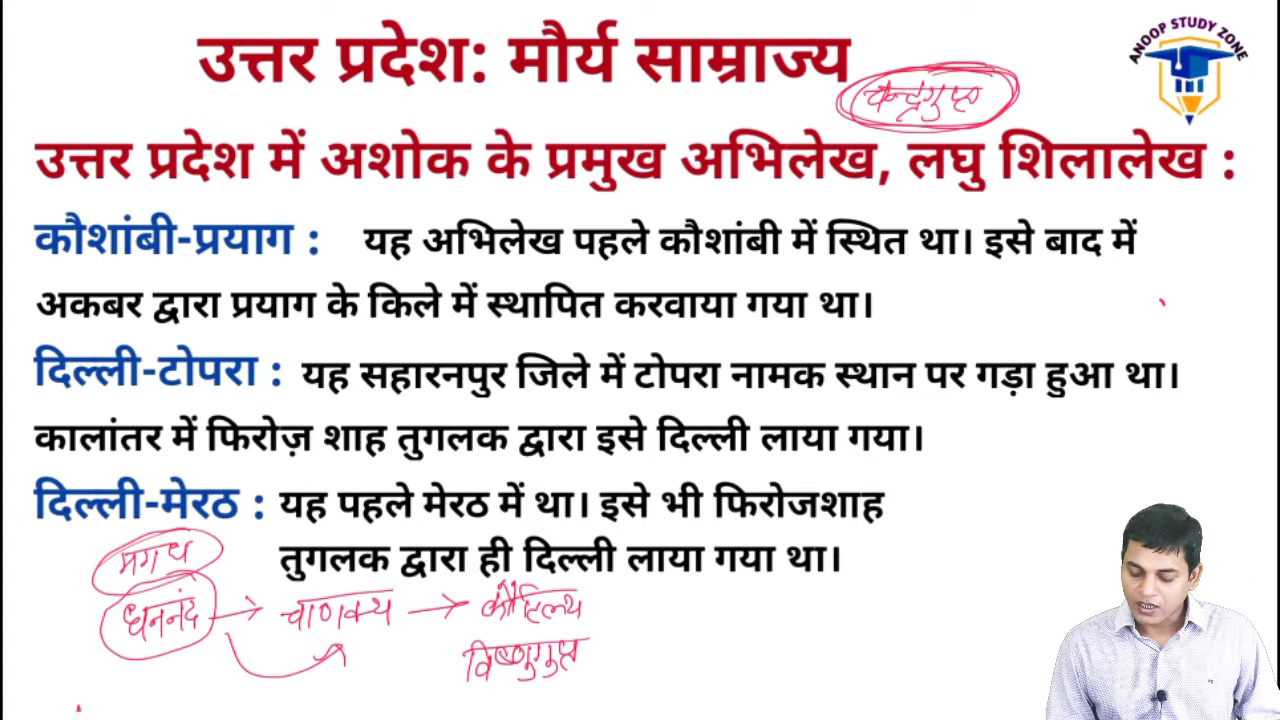 उत्तर प्रदेश: मौर्य साम्राज्य
ANOOP STUDY ZONE
चन्द्रगुप्त
उत्तर प्रदेश में अशोक के प्रमुख अभिलेख, लघु शिलालेख :
कौशांबी-प्रयाग : यह अभिलेख पहले कौशांबी में स्थित था। इसे बाद में
अकबर द्वारा प्रयाग के किले में स्थापित करवाया गया था।
दिल्ली-टोपरा : यह सहारनपुर जिले में टोपरा नामक स्थान पर गड़ा हुआ था।
कालांतर में फिरोज़ शाह तुगलक द्वारा इसे दिल्ली लाया गया।
दिल्ली-मेरठ : यह पहले मेरठ में था। इसे भी फिरोजशाह
तुगलक द्वारा ही दिल्ली लाया गया था।
मगध
धननंद → चाणक्य → कौटिल्य
विष्णुगुप्त